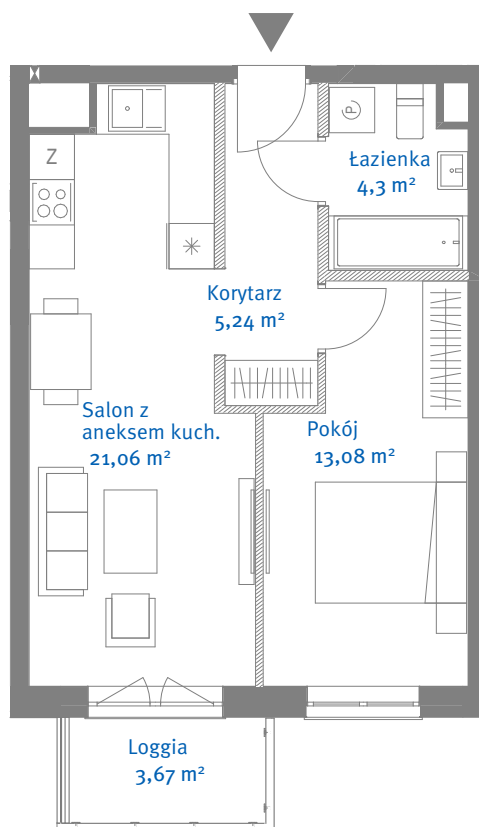 P
Z
Łazienka
4,3 m²
Korytarz
5,24 m²
Salon z
aneksem kuch.
21,06 m²
Pokój
13,08 m²
Loggia
3,67 m²